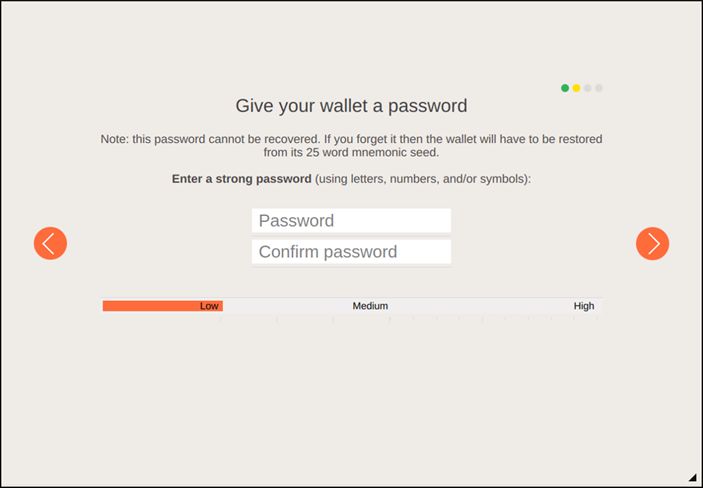 Give your wallet a password
Note: this password cannot be recovered. If you forget it then the wallet will have to be restored
from its 25 word mnemonic seed.
Enter a strong password (using letters, numbers, and/or symbols):
Password
Confirm password
Low Medium High